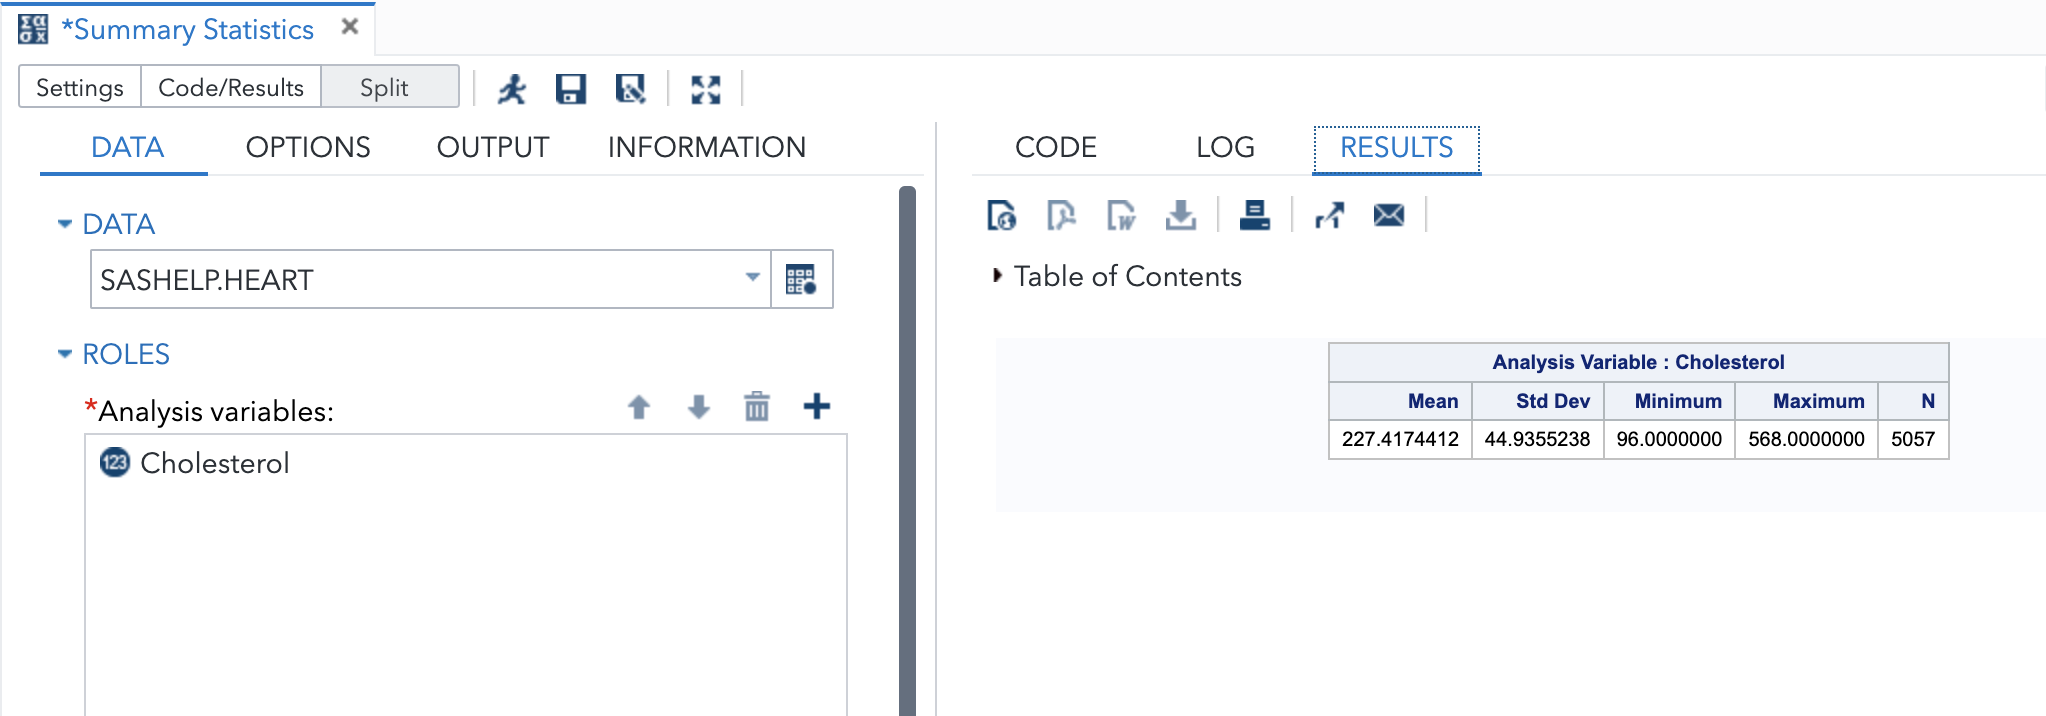 *Summary Statistics
Settings Code/Results Split
DATA OPTIONS OUTPUT INFORMATION
DATA
SASHELP.HEART
ROLES
*Analysis variables:
123 Cholesterol
CODE LOG RESULTS
Table of Contents
Analysis Variable : Cholesterol
Mean Std Dev Minimum Maximum N
227.4174412 44.9355238 96.0000000 568.0000000 5057